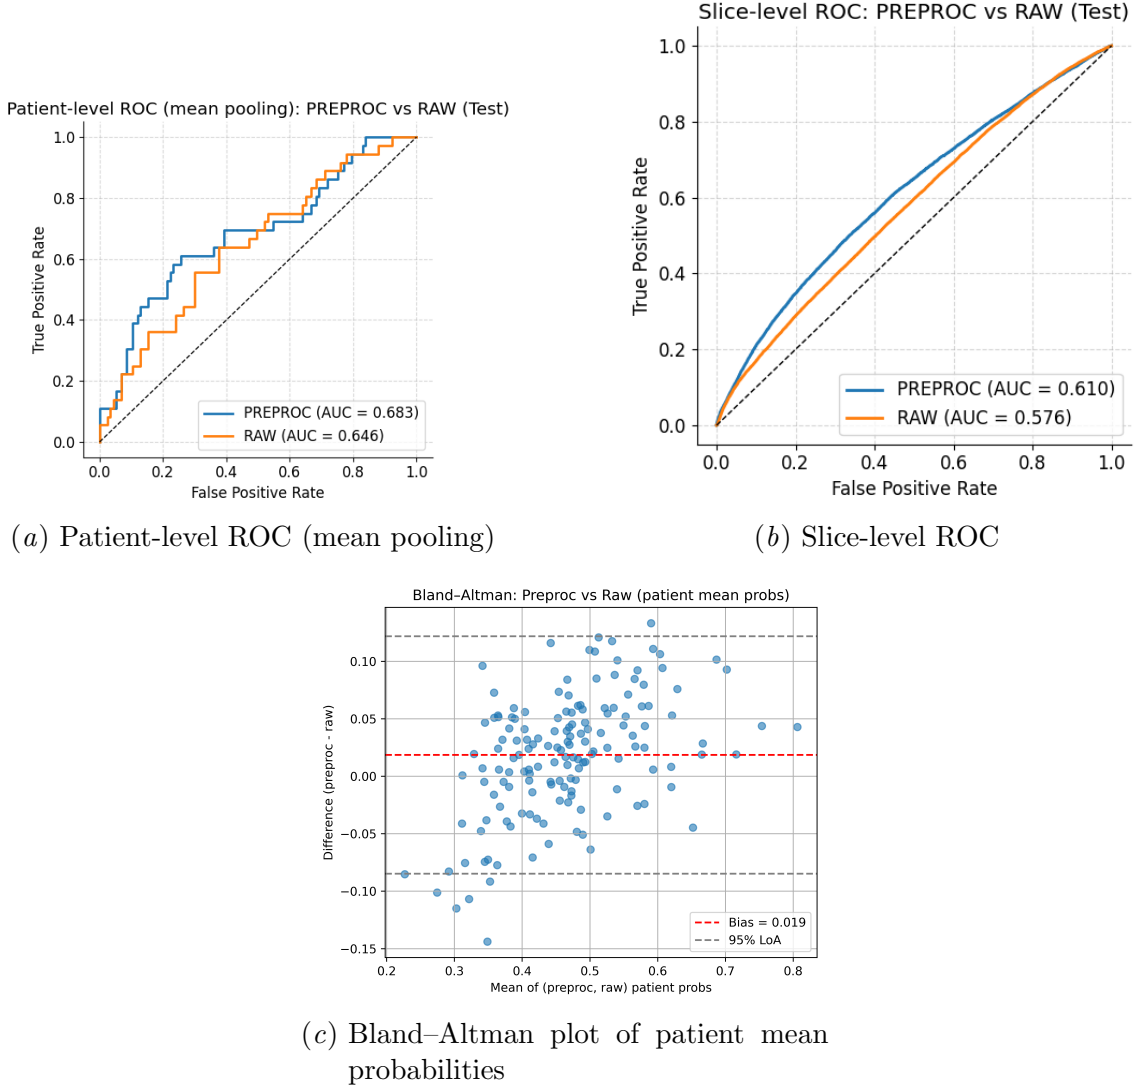 Patient-level ROC (mean pooling): PREPROC vs RAW (Test)
True Positive Rate
1.0
0.8
0.6
0.4
0.2
0.0
0.0 0.2 0.4 0.6 0.8 1.0
False Positive Rate
PREPROC (AUC = 0.683)
RAW (AUC = 0.646)
(a) Patient-level ROC (mean pooling)
Slice-level ROC: PREPROC vs RAW (Test)
True Positive Rate
1.0
0.8
0.6
0.4
0.2
0.0
0.0 0.2 0.4 0.6 0.8 1.0
False Positive Rate
PREPROC (AUC = 0.610)
RAW (AUC = 0.576)
(b) Slice-level ROC
Bland–Altman: Preproc vs Raw (patient mean probs)
Difference (preproc - raw)
0.10
0.05
0.00
−0.05
−0.10
−0.15
0.2 0.3 0.4 0.5 0.6 0.7 0.8
Mean of (preproc, raw) patient probs
Bias = 0.019
95% LoA
(c) Bland–Altman plot of patient mean
probabilities